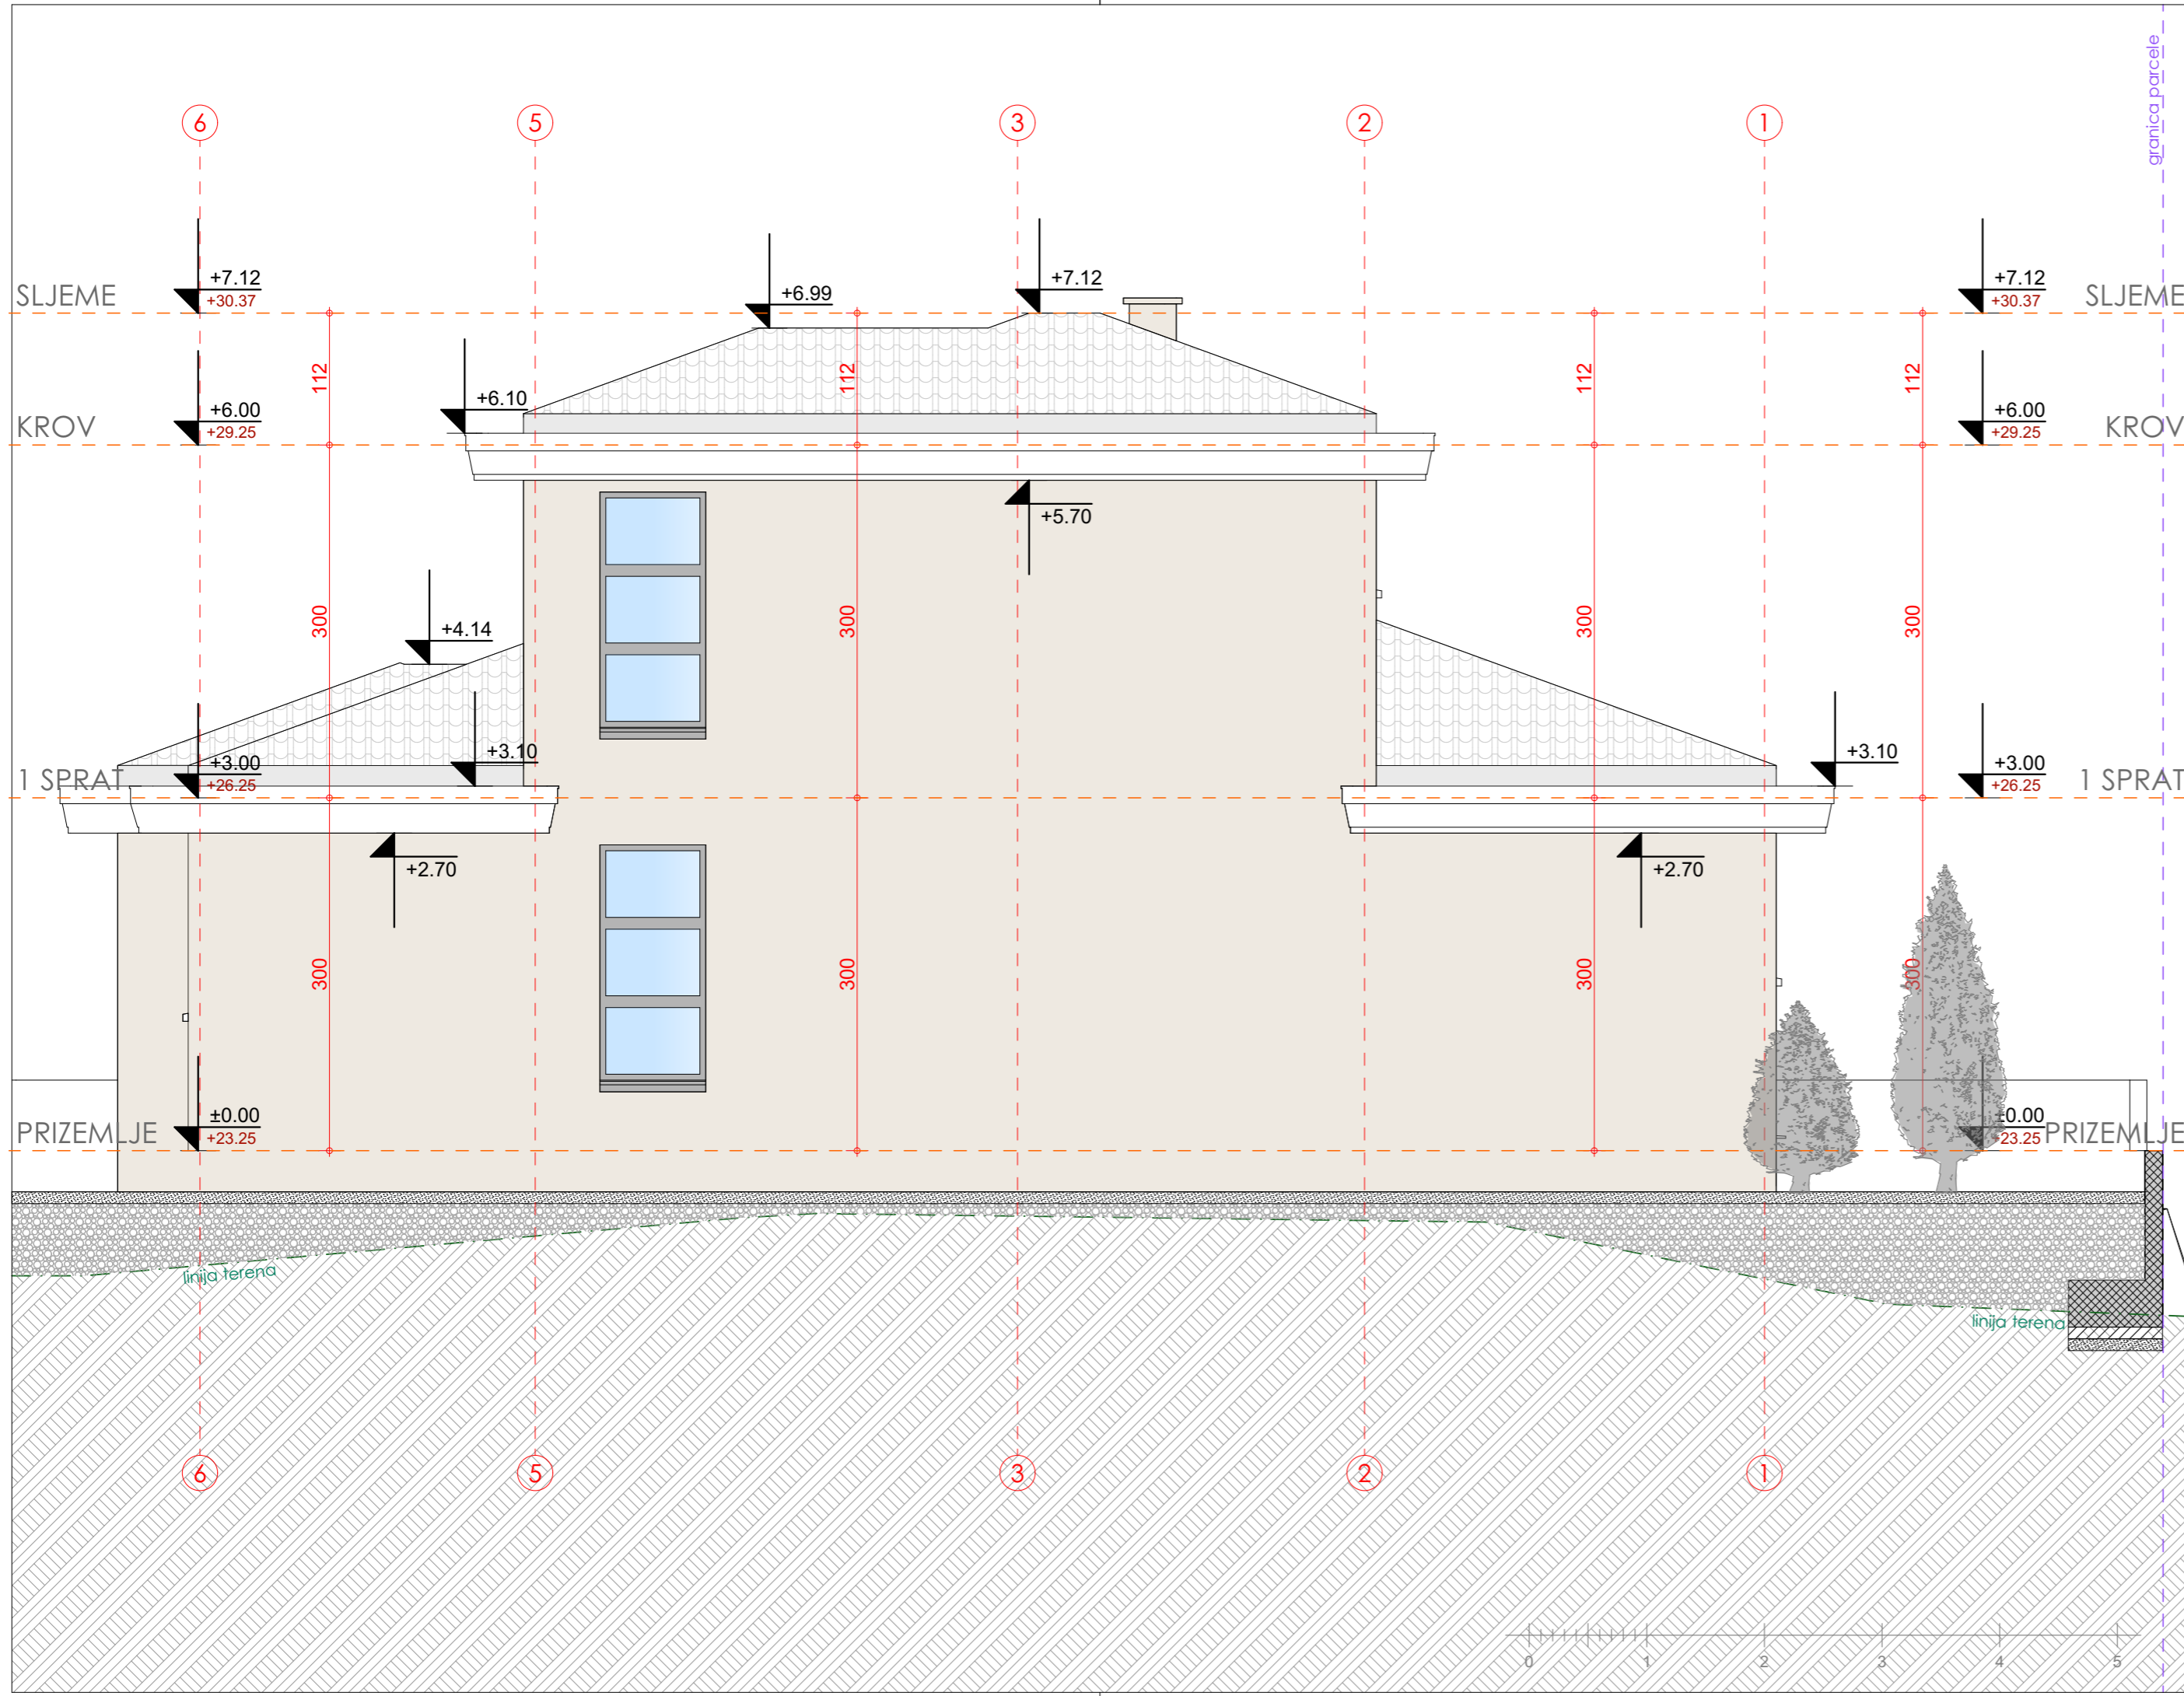 granica parcele
6 5 3 2 1
SLJEME +7.12 +6.99 +7.12 +7.12 SLJEME
+30.37 +30.37
112 112 112 112
+6.10
KROV +6.00 +6.00 KROV
+29.25 +29.25
+5.70
300 300 300 300
+4.14
+3.10 +3.10
1 SPRAT +3.00 +3.00 1 SPRAT
+26.25 +26.25
+2.70 +2.70
300 300 300 300
PRIZEMLJE ±0.00 ±0.00 PRIZEMLJE
+23.25 +23.25
linija terena
linija terena
6 5 3 2 1
0 1 2 3 4 5